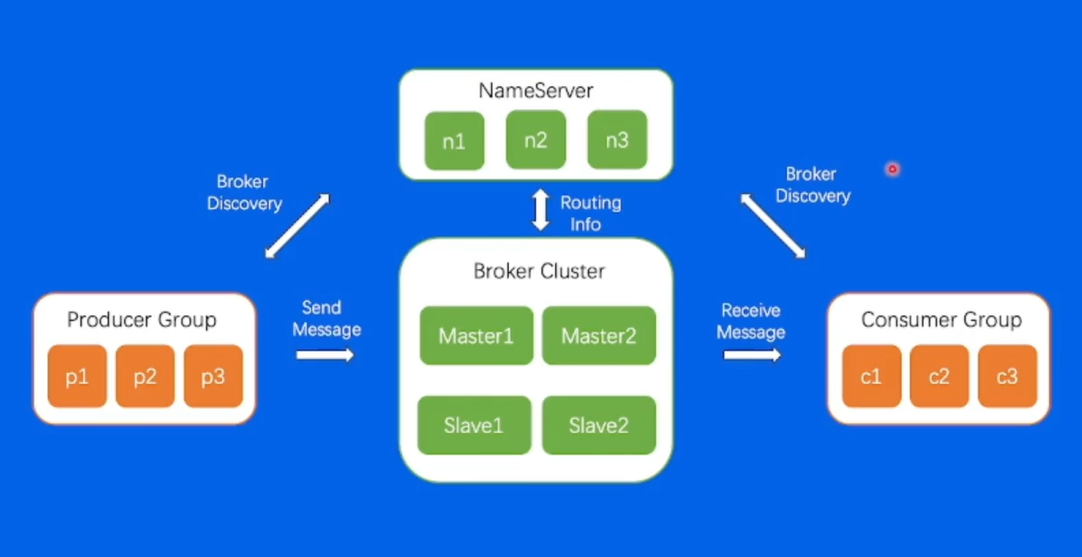 NameServer
n1 n2 n3
Broker
Discovery
Broker
Discovery
Routing
Info
Broker Cluster
Master1 Master2
Slave1 Slave2
Producer Group
p1 p2 p3
Send
Message
Receive
Message
Consumer Group
c1 c2 c3